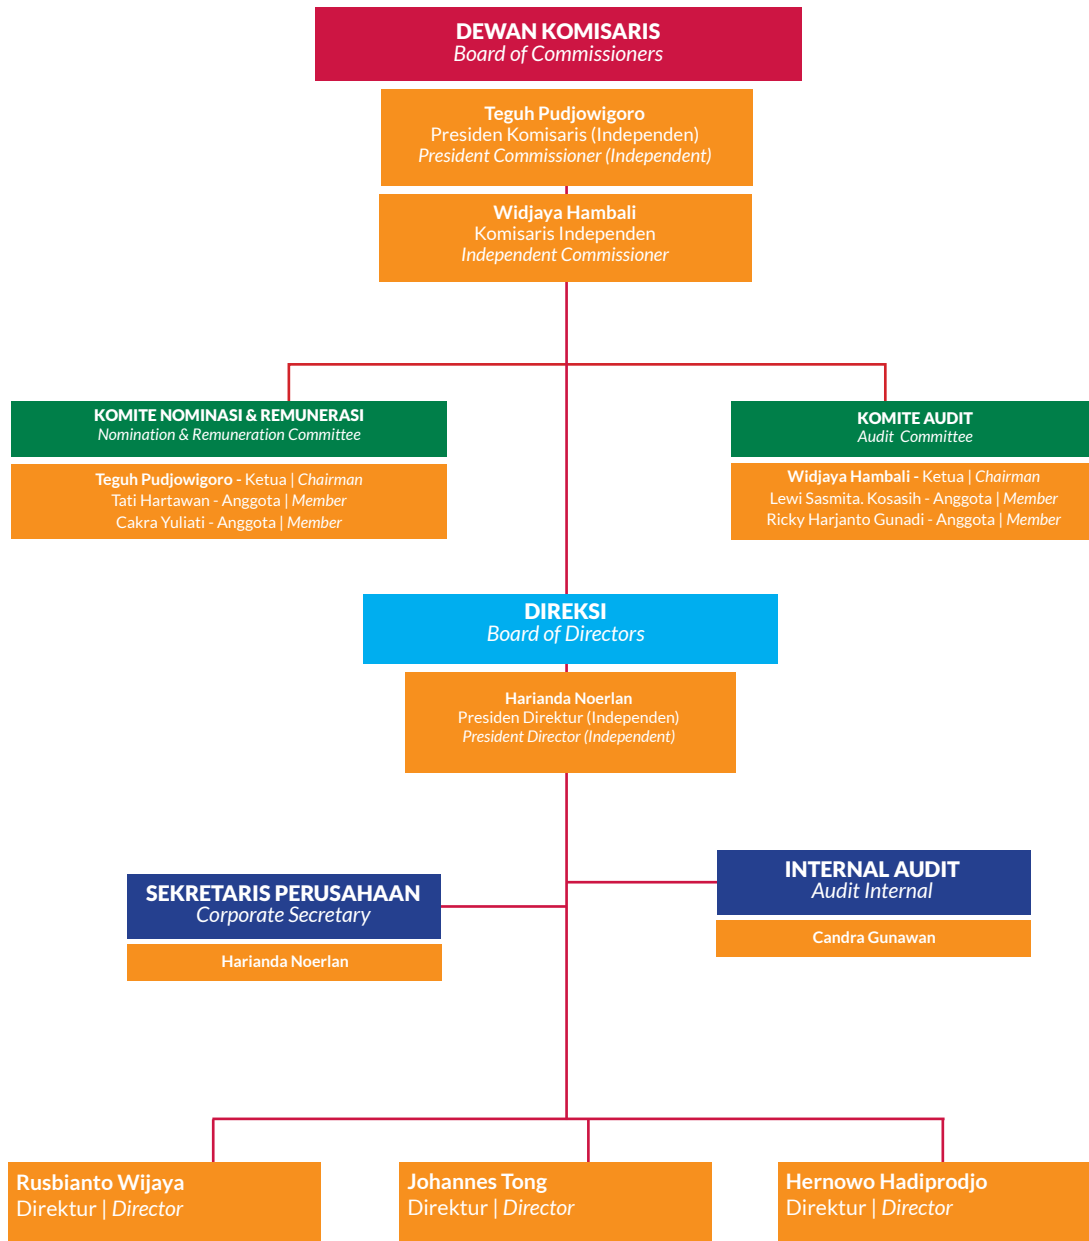 DEWAN KOMISARIS
Board of Commissioners
Teguh Pudjowigoro
Presiden Komisaris (Independen)
President Commissioner (Independent)
Widjaya Hambali
Komisaris Independen
Independent Commissioner
KOMITE NOMINASI & REMUNERASI
Nomination & Remuneration Committee
Teguh Pudjowigoro - Ketua | Chairman
Tati Hartawan - Anggota | Member
Cakra Yuliati - Anggota | Member
KOMITE AUDIT
Audit Committee
Widjaya Hambali - Ketua | Chairman
Lewi Sasmita. Kosasih - Anggota | Member
Ricky Harjanto Gunadi - Anggota | Member
DIREKSI
Board of Directors
Harianda Noerlan
Presiden Direktur (Independen)
President Director (Independent)
SEKRETARIS PERUSAHAAN
Corporate Secretary
Harianda Noerlan
INTERNAL AUDIT
Audit Internal
Candra Gunawan
Rusbianto Wijaya
Direktur | Director
Johannes Tong
Direktur | Director
Hernowo Hadiprodjo
Direktur | Director